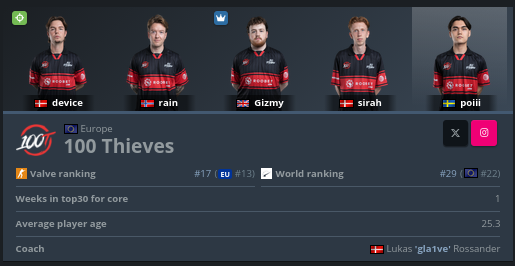 device rain Gizmy sirah poiii
Europe
100 Thieves
100
Valve ranking #17 (EU #13) World ranking #29 (#22)
Weeks in top30 for core 1
Average player age 25.3
Coach Lukas 'gla1ve' Rossander